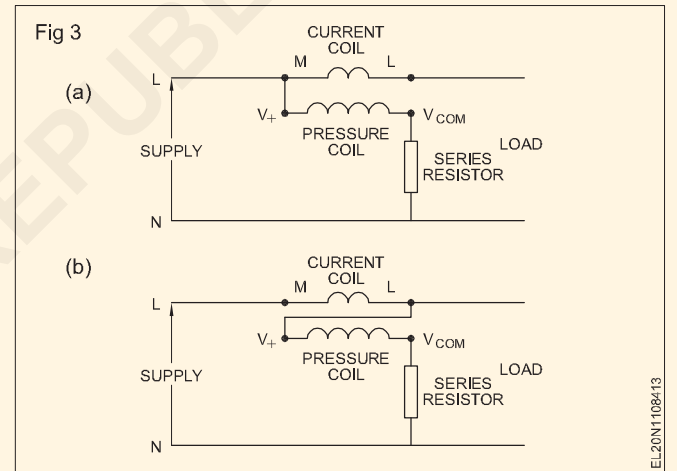 Fig 3
CURRENT
COIL
M L
L
(a)
V+ VCOM
PRESSURE
COIL
SUPPLY
LOAD
SERIES
RESISTOR
N
(b)
CURRENT
COIL
M L
L
V+ VCOM
PRESSURE
COIL
SUPPLY
LOAD
SERIES
RESISTOR
N
EL20N1108413
REPUBL